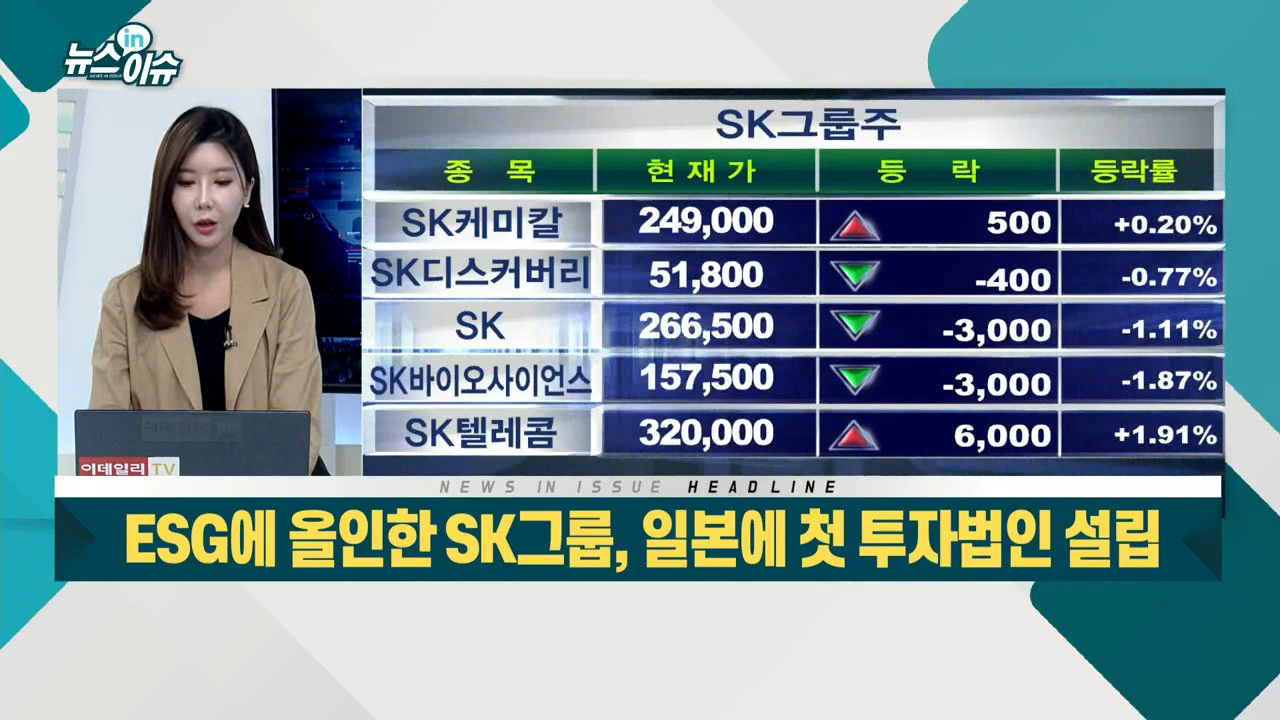 뉴스in이슈
NEWS IN ISSUE
SK그룹주
종 목 현재가 등 락 등락률
SK케미칼 249,000 500 +0.20%
SK디스커버리 51,800 -400 -0.77%
SK 266,500 -3,000 -1.11%
SK바이오사이언스 157,500 -3,000 -1.87%
SK텔레콤 320,000 6,000 +1.91%
이데일리TV
NEWS IN ISSUE HEADLINE
ESG에 올인한 SK그룹, 일본에 첫 투자법인 설립